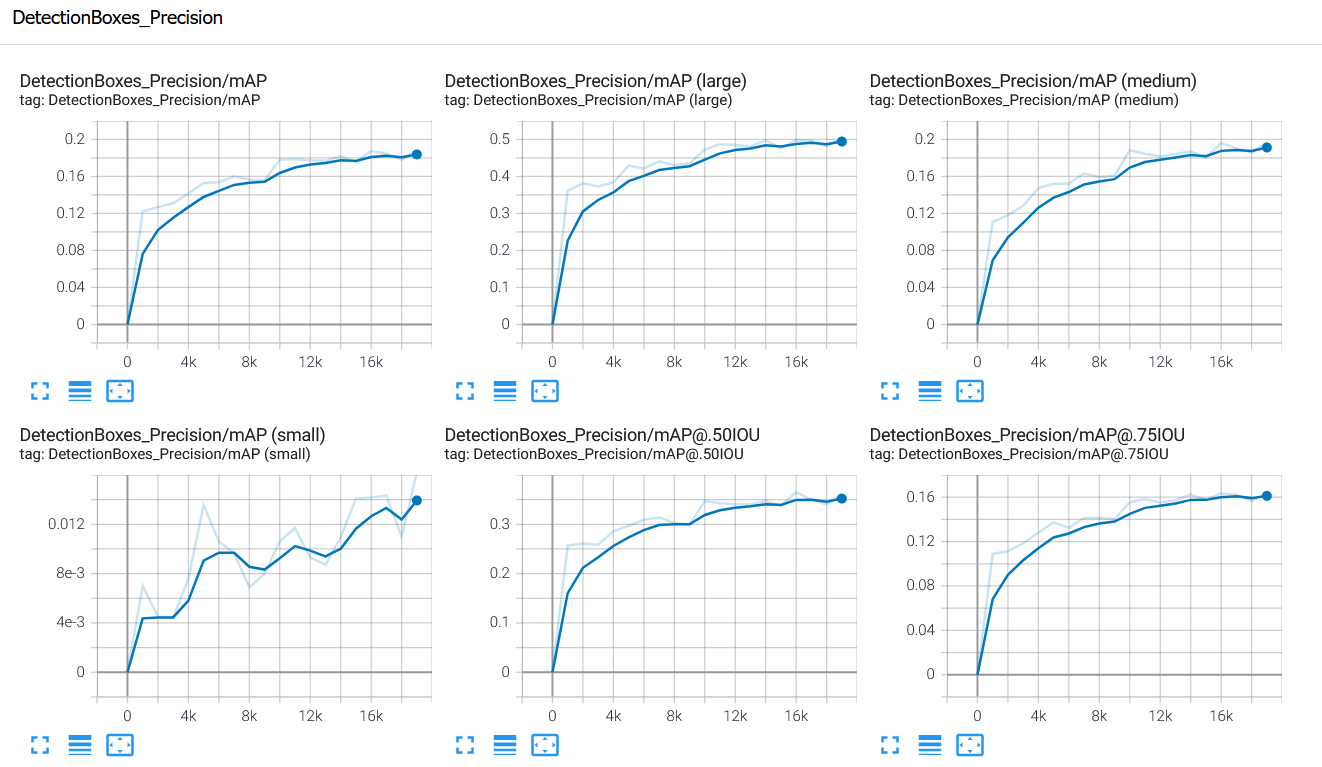 DetectionBoxes_Precision
DetectionBoxes_Precision/mAP
tag: DetectionBoxes_Precision/mAP
0.2
0.16
0.12
0.08
0.04
0
0 4k 8k 12k 16k
DetectionBoxes_Precision/mAP (large)
tag: DetectionBoxes_Precision/mAP (large)
0.5
0.4
0.3
0.2
0.1
0
0 4k 8k 12k 16k
DetectionBoxes_Precision/mAP (medium)
tag: DetectionBoxes_Precision/mAP (medium)
0.2
0.16
0.12
0.08
0.04
0
0 4k 8k 12k 16k
DetectionBoxes_Precision/mAP (small)
tag: DetectionBoxes_Precision/mAP (small)
0.012
8e-3
4e-3
0
0 4k 8k 12k 16k
DetectionBoxes_Precision/mAP@.50IOU
tag: DetectionBoxes_Precision/mAP@.50IOU
0.3
0.2
0.1
0
0 4k 8k 12k 16k
DetectionBoxes_Precision/mAP@.75IOU
tag: DetectionBoxes_Precision/mAP@.75IOU
0.16
0.12
0.08
0.04
0
0 4k 8k 12k 16k